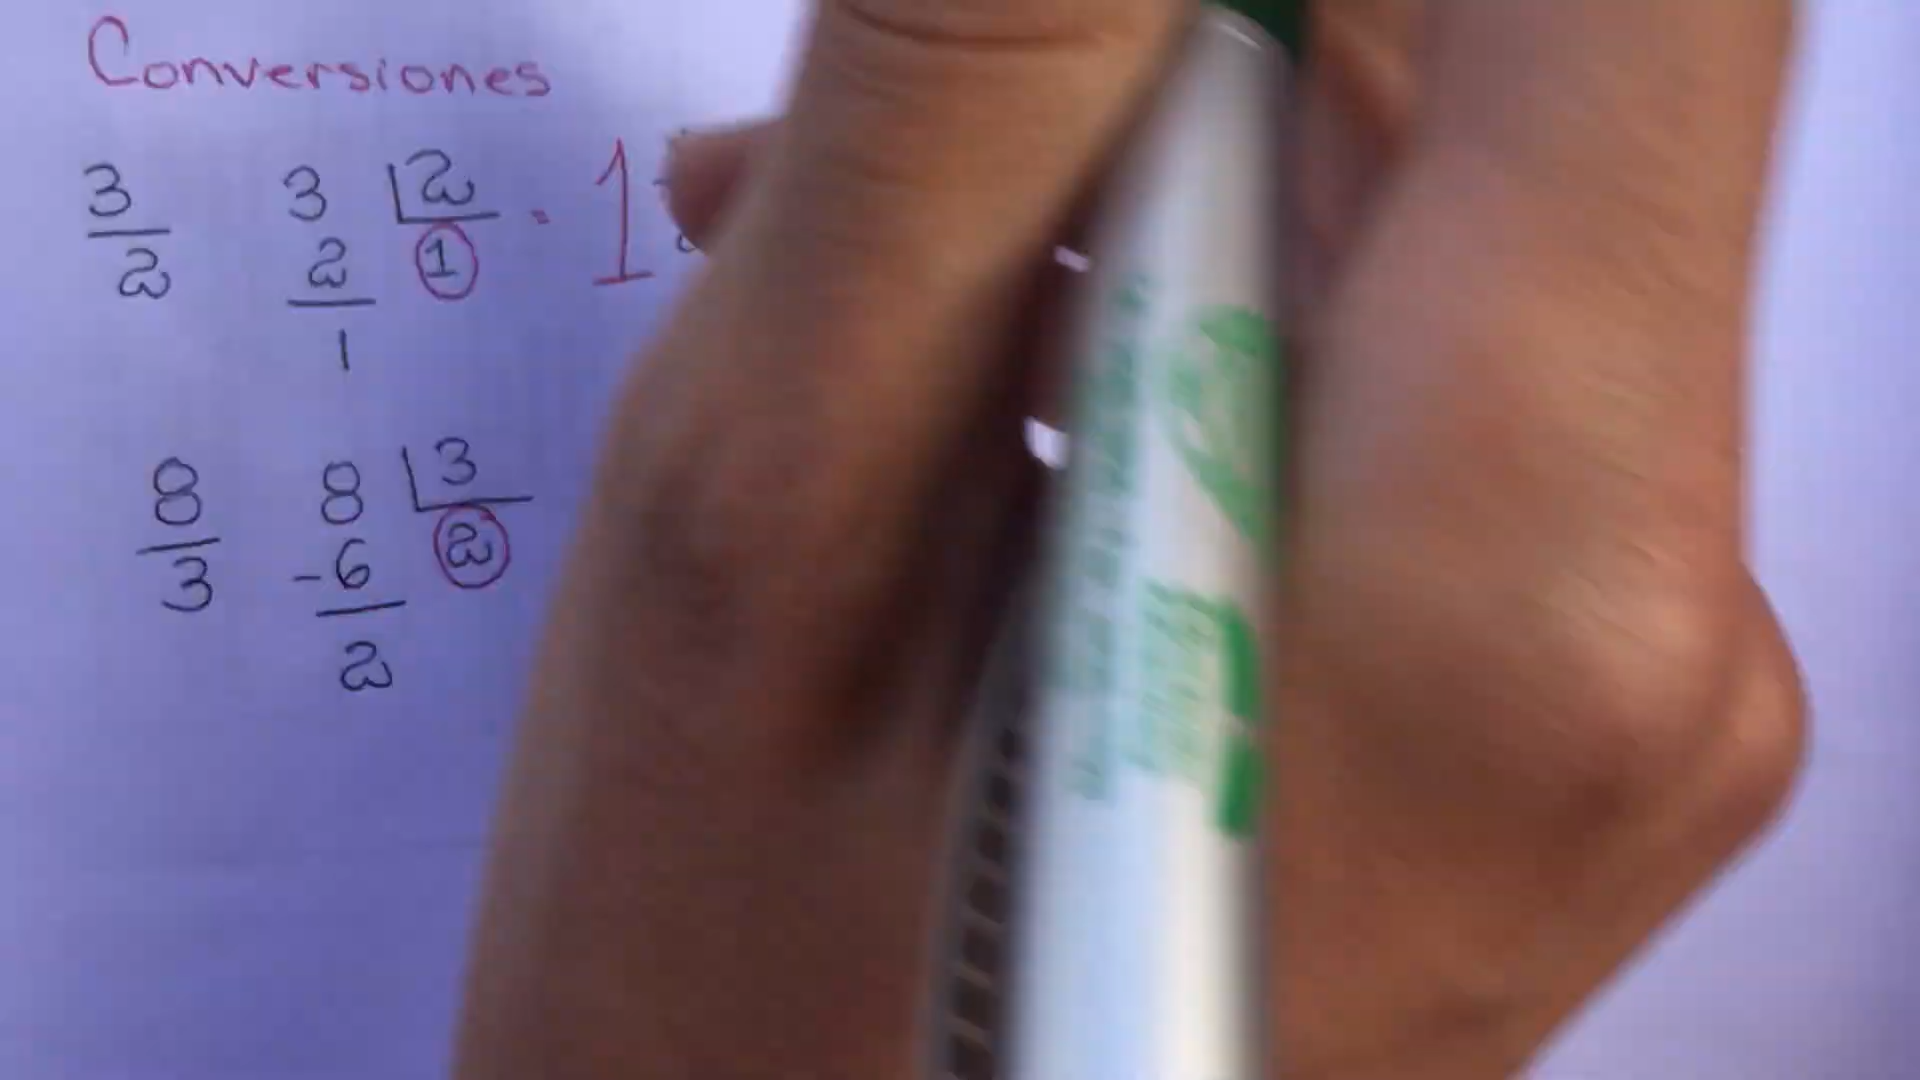 Conversiones
3/2 3 2 = 1
2 1
1
8/3 8 3
-6 2
2